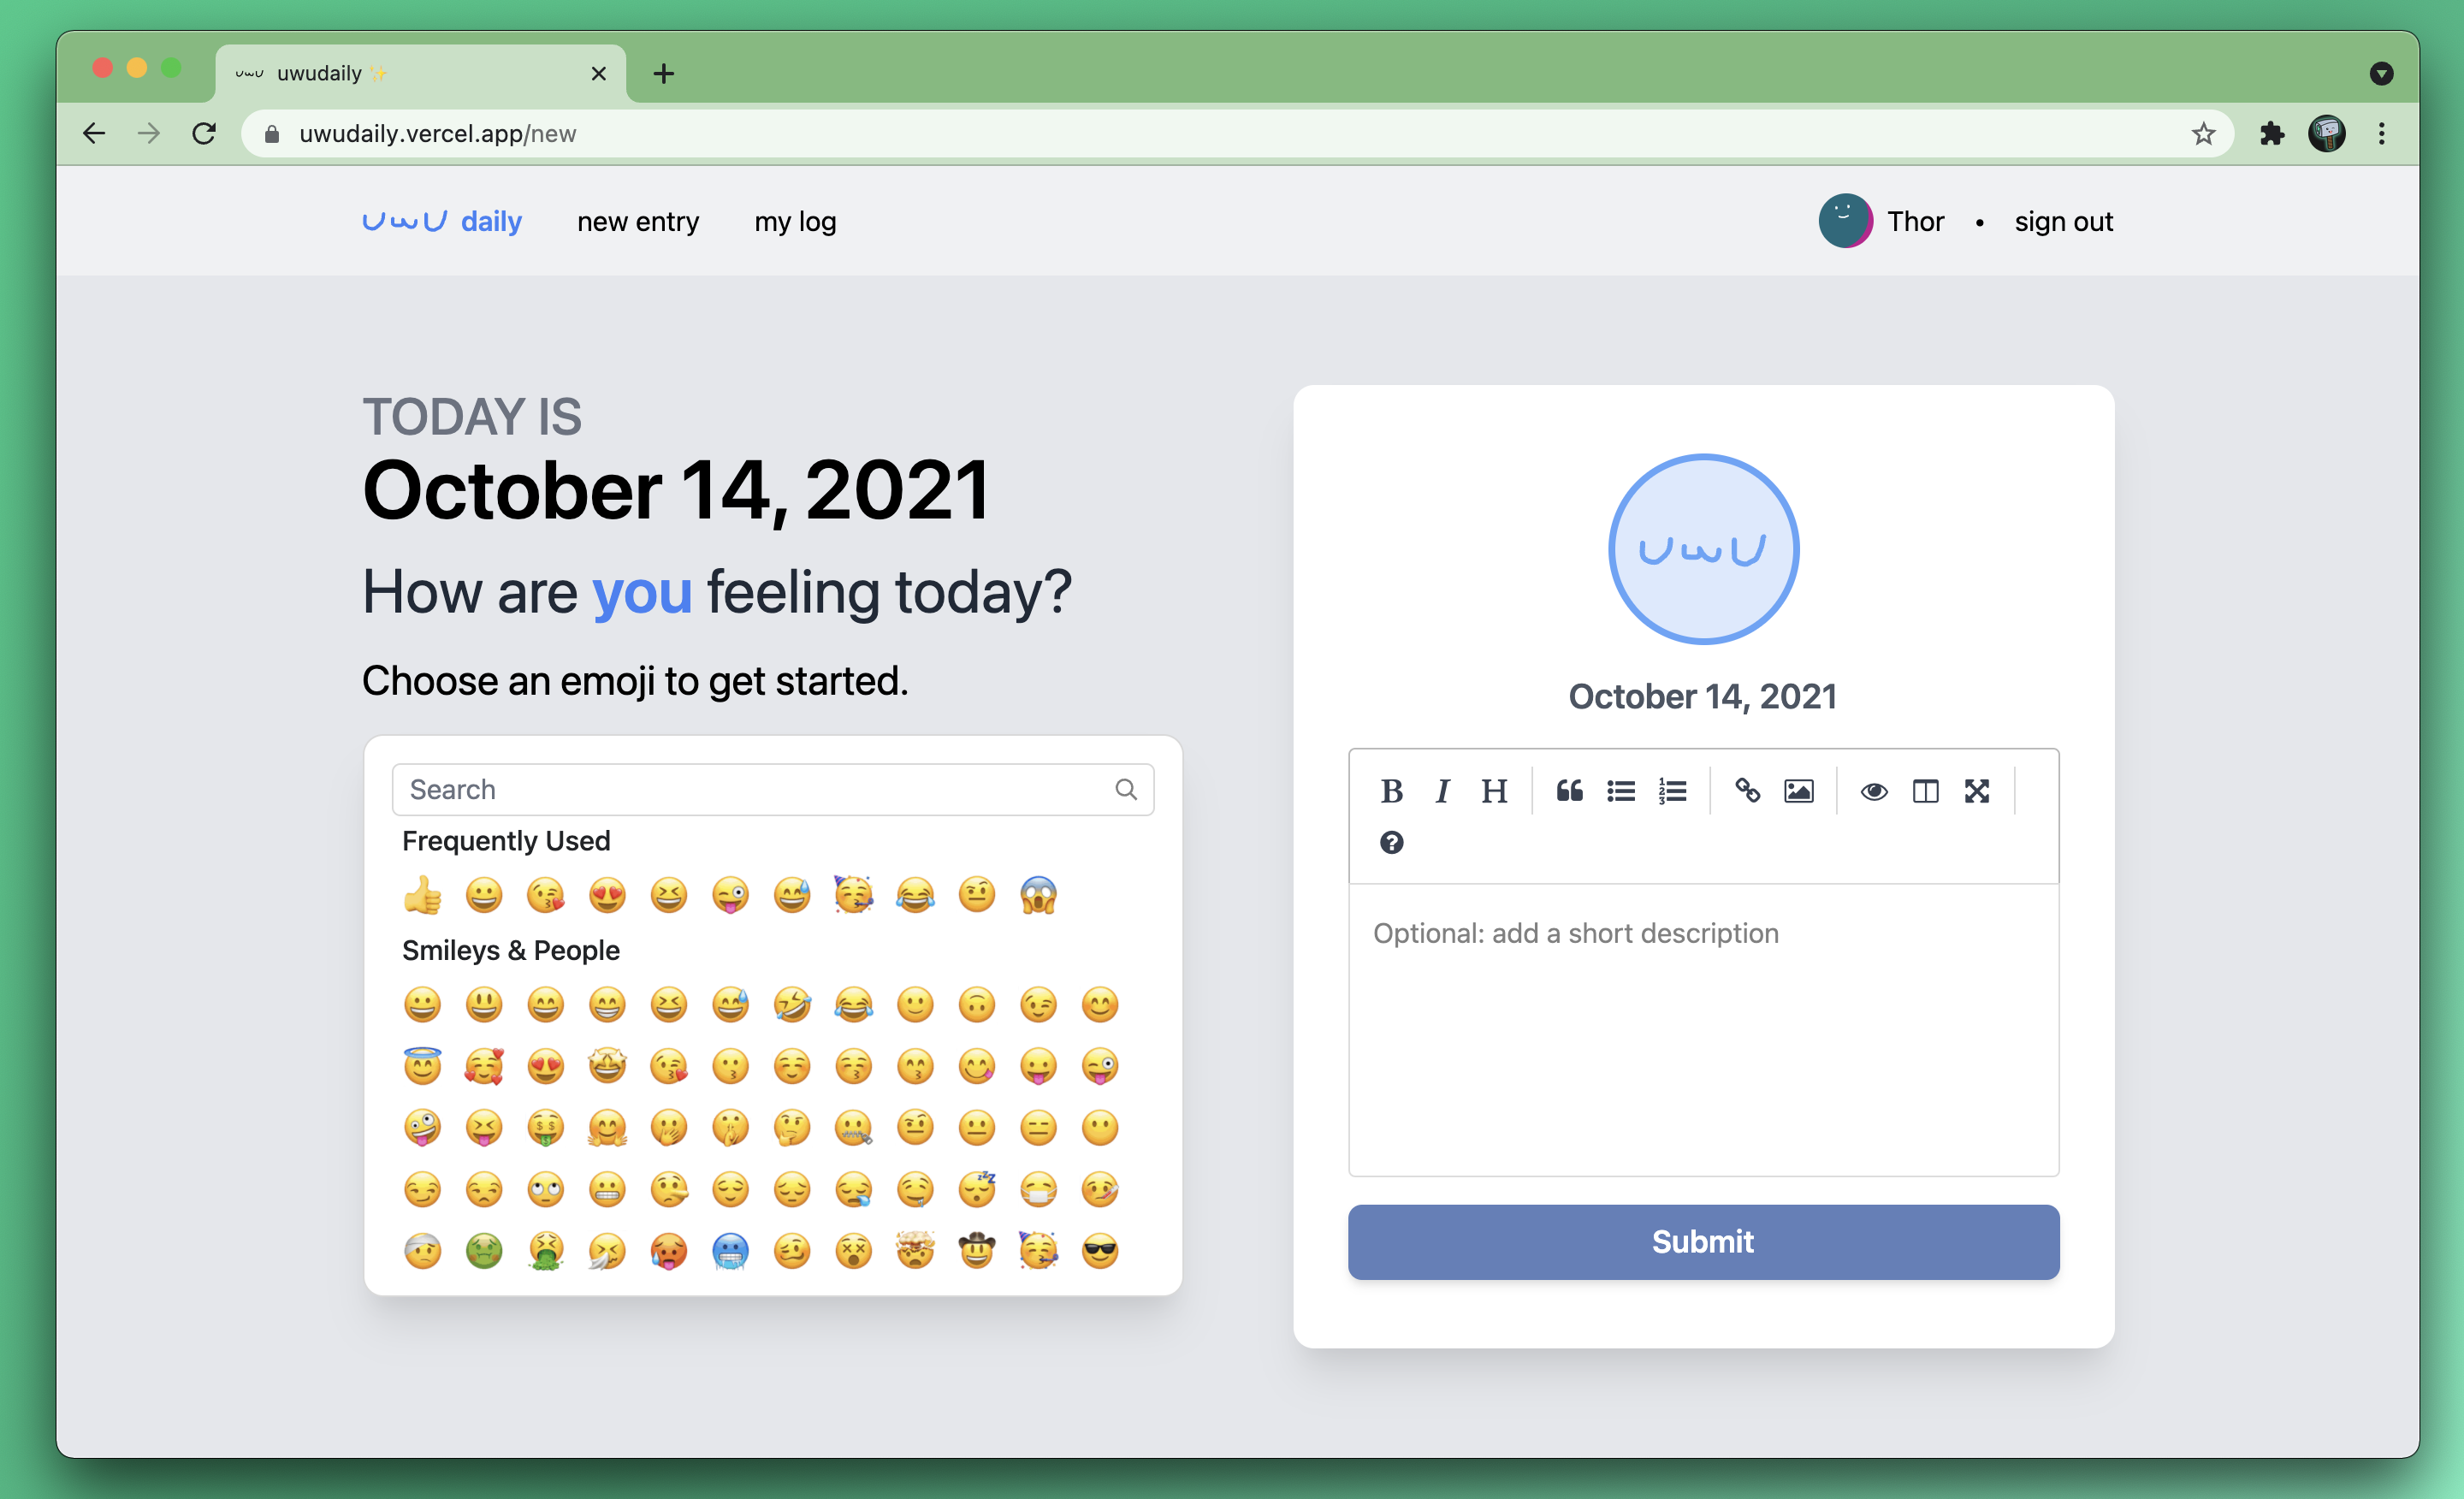 uwu uwudaily ✨
uwudaily.vercel.app/new
uwu daily new entry my log Thor • sign out
TODAY IS
October 14, 2021
How are you feeling today?
Choose an emoji to get started.
Search
Frequently Used
Smileys & People
uwu
October 14, 2021
B I H
Optional: add a short description
Submit